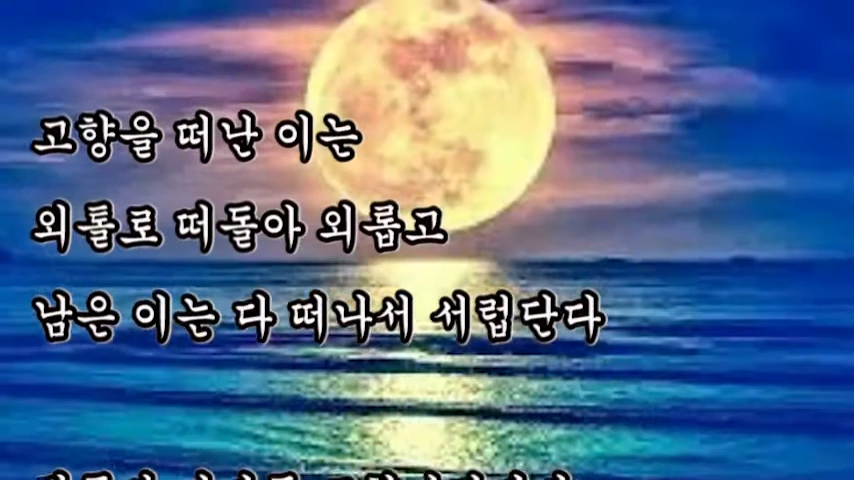 고향을 떠난 이는
외톨로 떠돌아 외롭고
남은 이는 다 떠나서 서럽단다